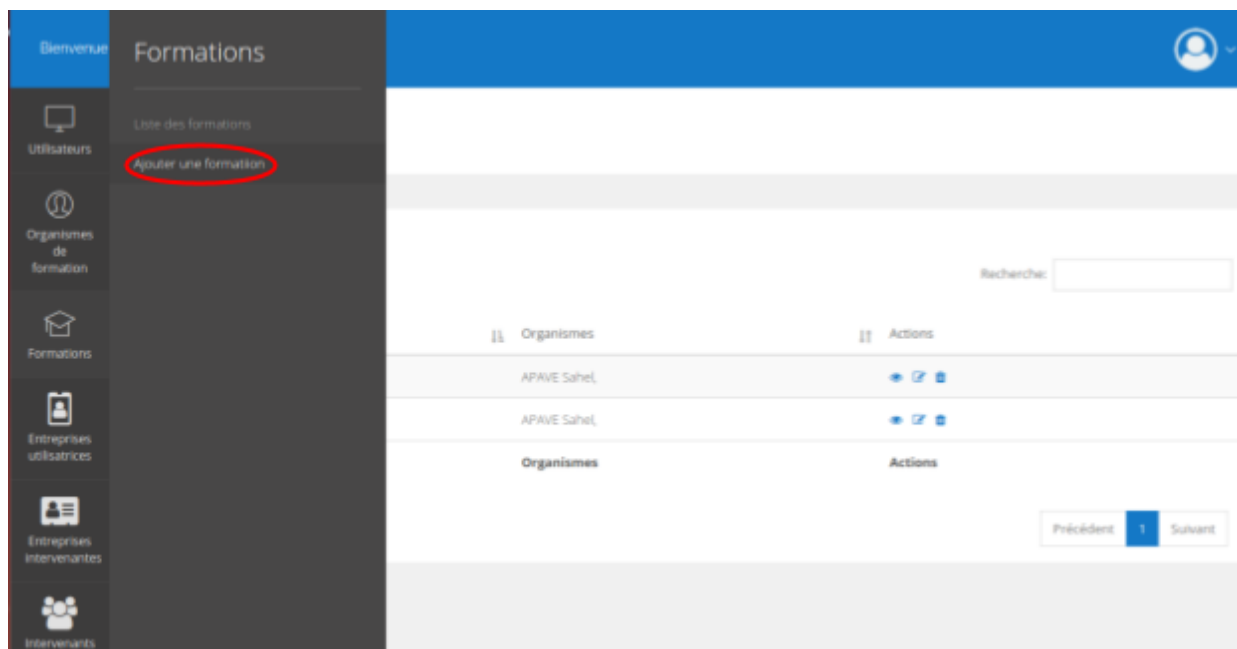 Bienvenue
Formations
Liste des formations
Ajouter une formation
Utilisateurs
Organismes
de
formation
Formations
Entreprises
utilisatrices
Entreprises
intervenantes
Intervenants
Recherche:
Organismes Actions
APAVE Sahel,
APAVE Sahel,
Organismes Actions
Précédent 1 Suivant